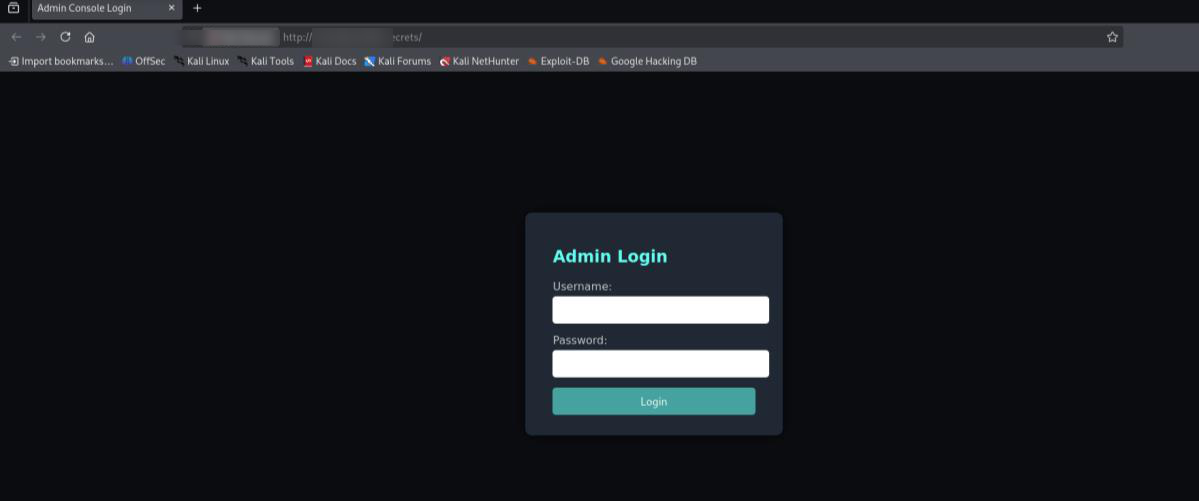 Admin Console Login
http:// ecrets/
Import bookmarks... OffSec Kali Linux Kali Tools Kali Docs Kali Forums Kali NetHunter Exploit-DB Google Hacking DB
Admin Login
Username:
Password:
Login